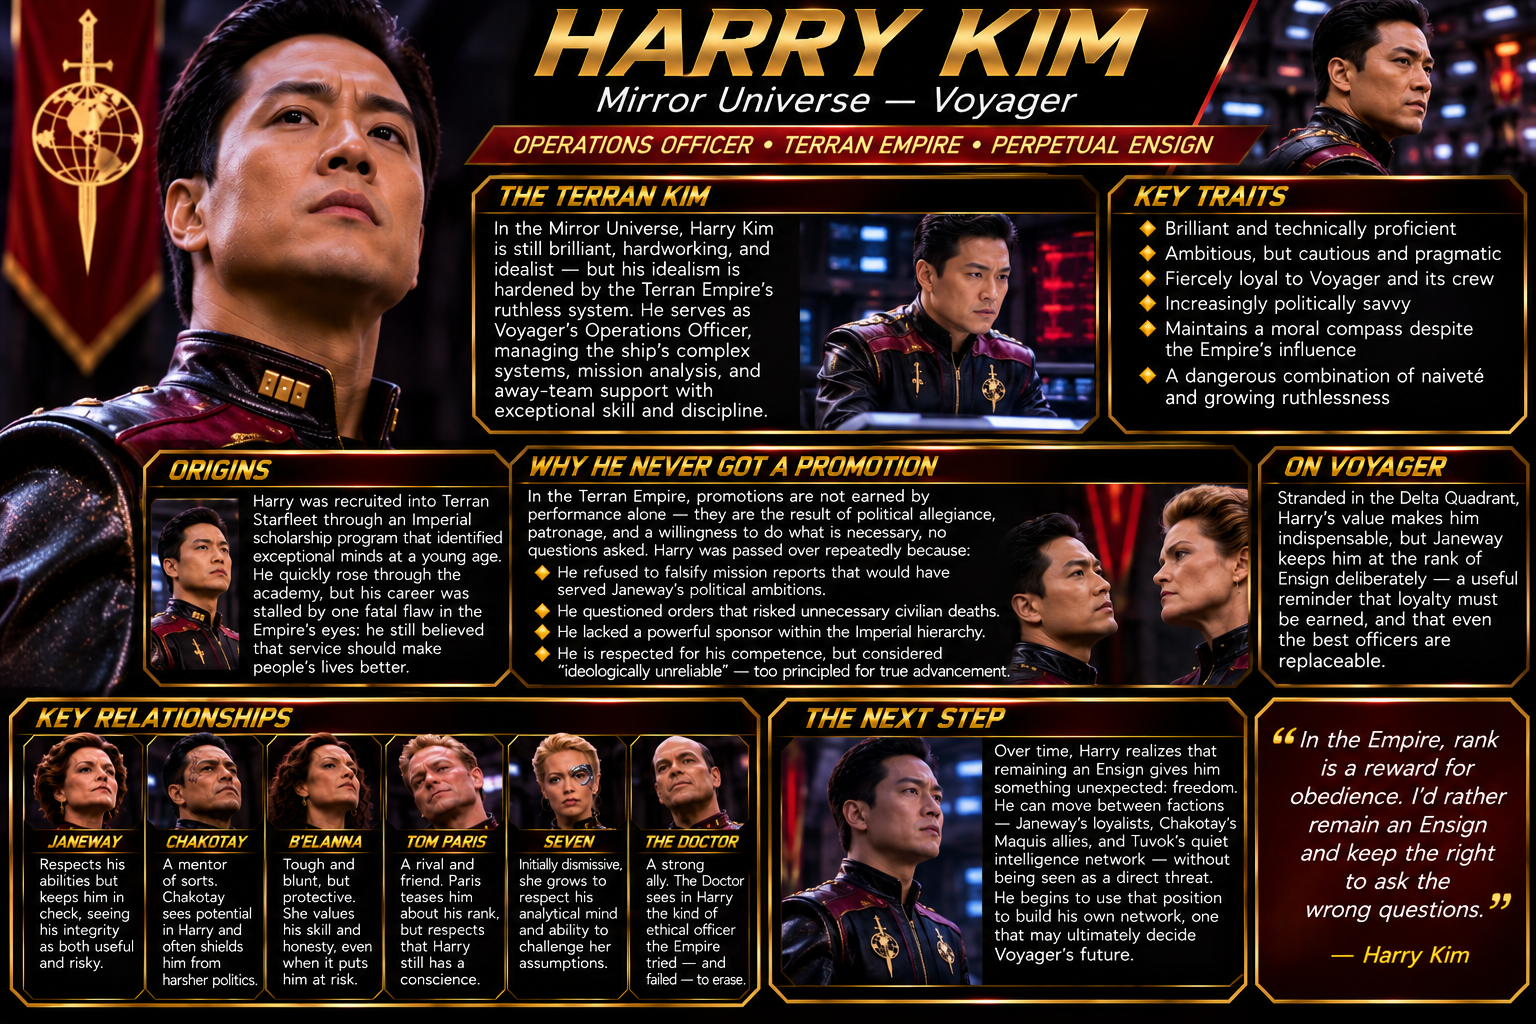 HARRY KIM
Mirror Universe — Voyager
OPERATIONS OFFICER • TERRAN EMPIRE • PERPETUAL ENSIGN
THE TERRAN KIM
In the Mirror Universe, Harry Kim
is still brilliant, hardworking, and
idealist — but his idealism is
hardened by the Terran Empire's
ruthless system. He serves as
Voyager's Operations Officer,
managing the ship's complex
systems, mission analysis, and
away-team support with
exceptional skill and discipline.
KEY TRAITS
Brilliant and technically proficient
Ambitious, but cautious and pragmatic
Fiercely loyal to Voyager and its crew
Increasingly politically savvy
Maintains a moral compass despite
the Empire's influence
A dangerous combination of naiveté
and growing ruthlessness
ORIGINS
Harry was recruited into Terran
Starfleet through an Imperial
scholarship program that identified
exceptional minds at a young age.
He quickly rose through the
academy, but his career was
stalled by one fatal flaw in the
Empire's eyes: he still believed
that service should make
people's lives better.
WHY HE NEVER GOT A PROMOTION
In the Terran Empire, promotions are not earned by
performance alone — they are the result of political allegiance,
patronage, and a willingness to do what is necessary, no
questions asked. Harry was passed over repeatedly because:
He refused to falsify mission reports that would have
served Janeway's political ambitions.
He questioned orders that risked unnecessary civilian deaths.
He lacked a powerful sponsor within the Imperial hierarchy.
He is respected for his competence, but considered
"ideologically unreliable" — too principled for true advancement.
ON VOYAGER
Stranded in the Delta Quadrant,
Harry's value makes him
indispensable, but Janeway
keeps him at the rank of
Ensign deliberately — a useful
reminder that loyalty must
be earned, and that even
the best officers are
replaceable.
KEY RELATIONSHIPS
JANEWAY
Respects his
abilities but
keeps him in
check, seeing
his integrity
as both useful
and risky.
CHAKOTAY
A mentor
of sorts.
Chakotay
sees potential
in Harry and
often shields
him from
harsher politics.
B'ELANNA
Tough and
blunt, but
protective.
She values
his skill and
honesty, even
when it puts
him at risk.
TOM PARIS
A rival and
friend. Paris
teases him
about his rank,
but respects
that Harry
still has a
conscience.
SEVEN
Initially dismissive,
she grows to
respect his
analytical mind
and ability to
challenge her
assumptions.
THE DOCTOR
A strong
ally. The Doctor
sees in Harry
the kind of
ethical officer
the Empire
tried — and
failed — to erase.
THE NEXT STEP
Over time, Harry realizes that
remaining an Ensign gives him
something unexpected: freedom.
He can move between factions
— Janeway's loyalists, Chakotay's
Maquis allies, and Tuvok's quiet
intelligence network — without
being seen as a direct threat.
He begins to use that position
to build his own network, one
that may ultimately decide
Voyager's future.
“In the Empire, rank
is a reward for
obedience. I'd rather
remain an Ensign
and keep the right
to ask the
wrong questions.”
— Harry Kim